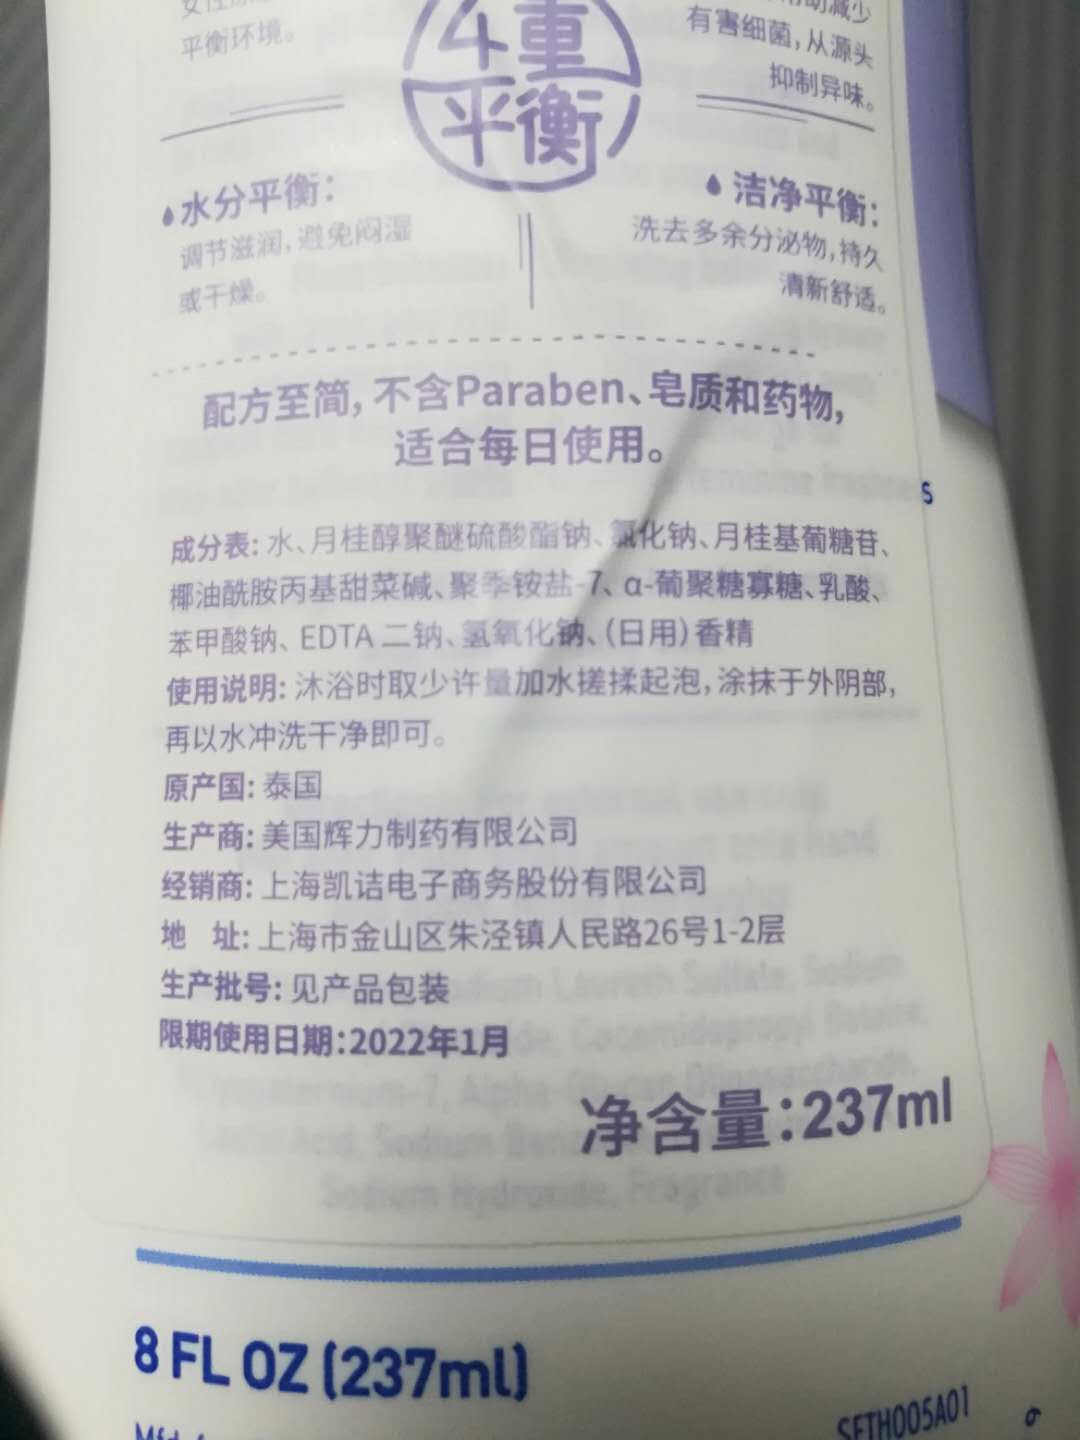 平衡环境。
4重
平衡
有害细菌，从源头
抑制异味。
水分平衡：
调节滋润，避免闷湿
或干燥。
洁净平衡：
洗去多余分泌物，持久
清新舒适。
配方至简，不含Paraben、皂质和药物，
适合每日使用。
成分表：水、月桂醇聚醚硫酸酯钠、氯化钠、月桂基葡糖苷、
椰油酰胺丙基甜菜碱、聚季铵盐-7、α-葡聚糖寡糖、乳酸、
苯甲酸钠、EDTA 二钠、氢氧化钠、（日用）香精
使用说明：沐浴时取少许量加水搓揉起泡，涂抹于外阴部，
再以水冲洗干净即可。
原产国：泰国
生产商：美国辉力制药有限公司
经销商：上海凯诘电子商务股份有限公司
地 址：上海市金山区朱泾镇人民路26号1-2层
生产批号：见产品包装
限期使用日期：2022年1月
净含量：237ml
8 FL OZ (237ml)
SFTH005A01